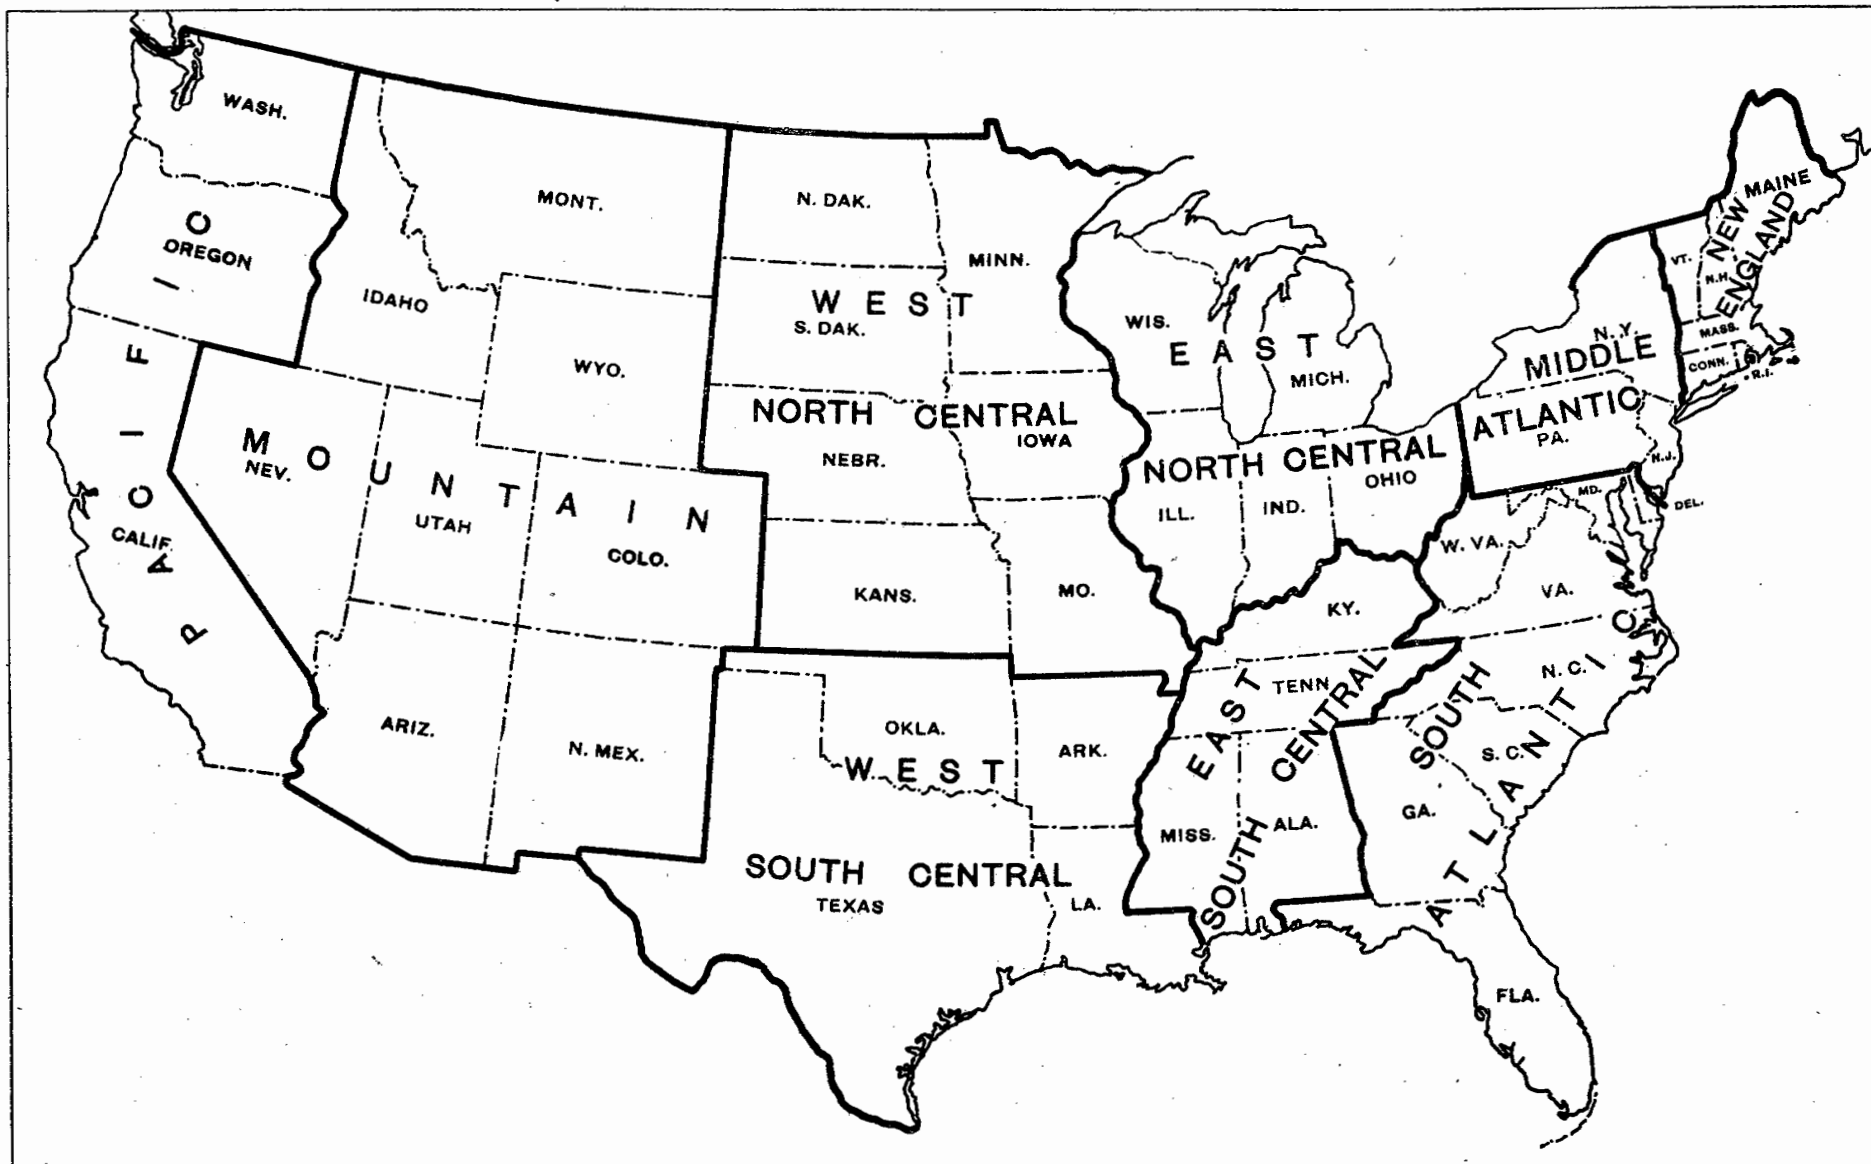 WASH.
OREGON
CALIF.
PACIFIC
MONT.
IDAHO
WYO.
NEV.
UTAH
COLO.
ARIZ.
N. MEX.
MOUNTAIN
N. DAK.
MINN.
S. DAK.
IOWA
NEBR.
KANS.
MO.
WEST
NORTH CENTRAL
WIS.
MICH.
ILL.
IND.
OHIO
EAST
NORTH CENTRAL
OKLA.
ARK.
TEXAS
LA.
WEST
SOUTH CENTRAL
KY.
TENN
MISS.
ALA.
EAST
SOUTH CENTRAL
MAINE
VT.
N.H.
MASS.
CONN.
R.I.
NEW
ENGLAND
N.Y.
PA.
N.J.
MIDDLE
ATLANTIC
MD.
DEL.
W. VA.
VA.
N.C.
S.C.
GA.
FLA.
SOUTH
ATLANTIC